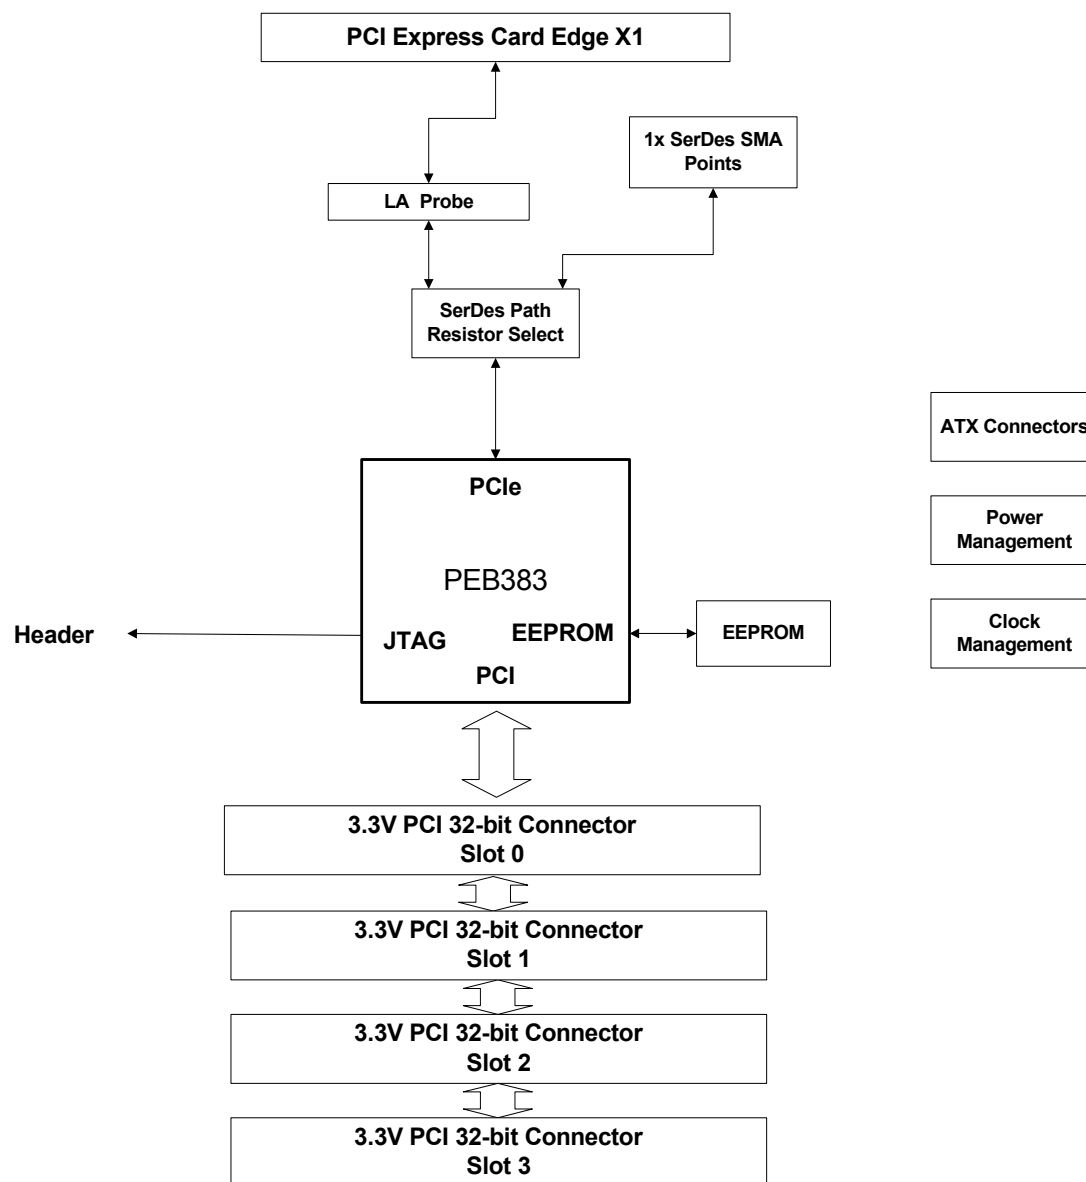 PCI Express Card Edge X1
1x SerDes SMA
Points
LA Probe
SerDes Path
Resistor Select
ATX Connectors
PCIe
Power
Management
PEB383
Clock
Management
Header
JTAG
EEPROM
EEPROM
PCI
3.3V PCI 32-bit Connector
Slot 0
3.3V PCI 32-bit Connector
Slot 1
3.3V PCI 32-bit Connector
Slot 2
3.3V PCI 32-bit Connector
Slot 3